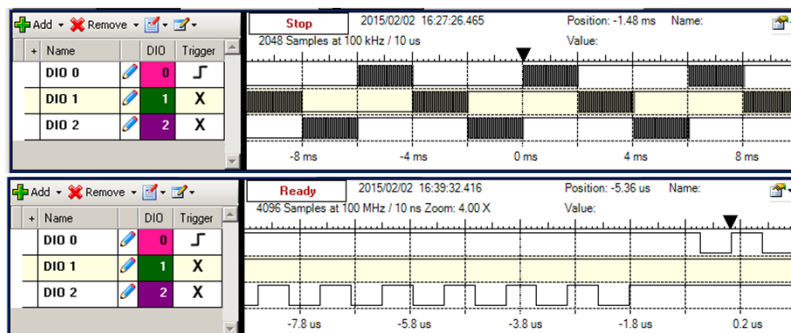 Add Remove
+ Name DIO Trigger
DIO 0 0
DIO 1 1 X
DIO 2 2 X
Stop 2015/02/02 16:27:26.465 Position: -1.48 ms Name:
2048 Samples at 100 kHz / 10 us Value:
-8 ms -4 ms 0 ms 4 ms 8 ms
Add Remove
+ Name DIO Trigger
DIO 0 0
DIO 1 1 X
DIO 2 2 X
Ready 2015/02/02 16:39:32.416 Position: -5.36 us Name:
4096 Samples at 100 MHz / 10 ns Zoom: 4.00 X Value:
-7.8 us -5.8 us -3.8 us -1.8 us 0.2 us